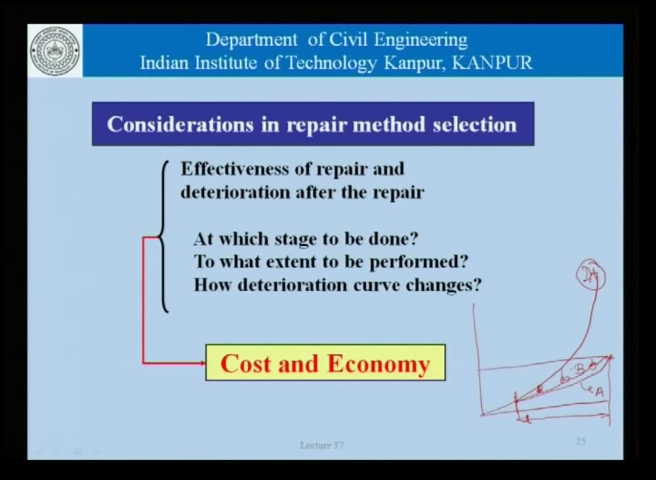 Department of Civil Engineering
Indian Institute of Technology Kanpur, KANPUR
Considerations in repair method selection
Effectiveness of repair and
deterioration after the repair
At which stage to be done?
To what extent to be performed?
How deterioration curve changes?
Cost and Economy
B
A
Lecture 37
25